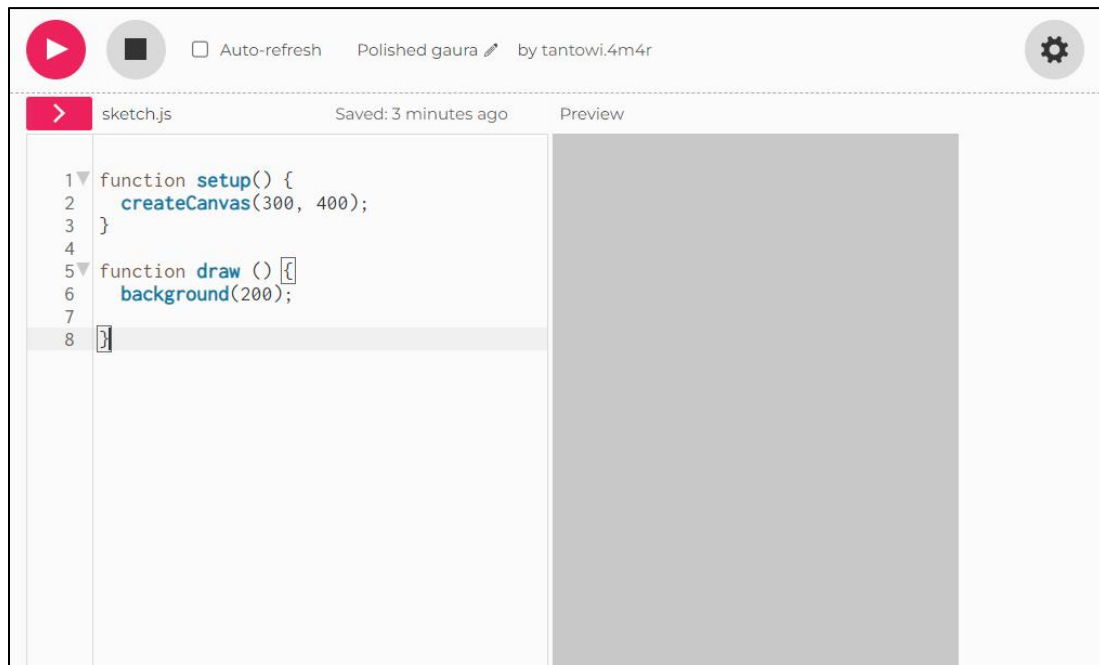 Auto-refresh Polished gaura by tantowi.4m4r
sketch.js Saved: 3 minutes ago Preview
1 function setup() {
2 createCanvas(300, 400);
3 }
4
5 function draw () {
6 background(200);
7
8 }